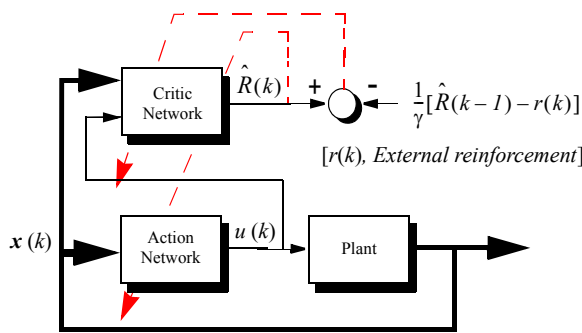 Critic
Network
R̂(k)
+
-
1/γ[R̂(k-1) – r(k)]
[r(k), External reinforcement]
x(k)
Action
Network
u(k)
Plant